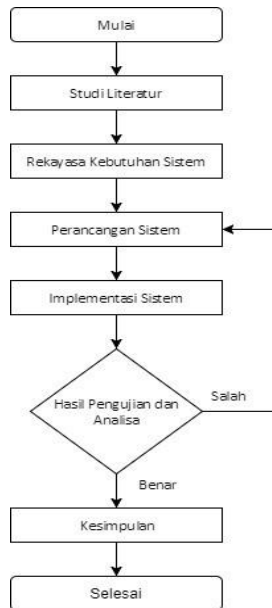 Mulai
Studi Literatur
Rekayasa Kebutuhan Sistem
Perancangan Sistem
Implementasi Sistem
Hasil Pengujian dan
Analisa
Salah
Benar
Kesimpulan
Selesai